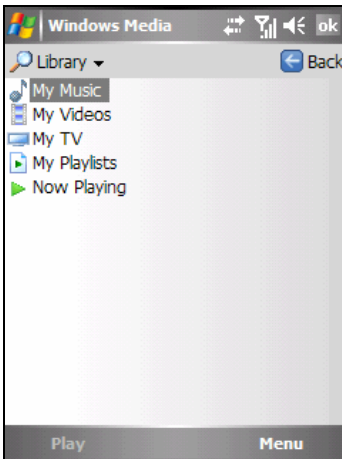 Windows Media ok
Library Back
My Music
My Videos
My TV
My Playlists
Now Playing
Play Menu